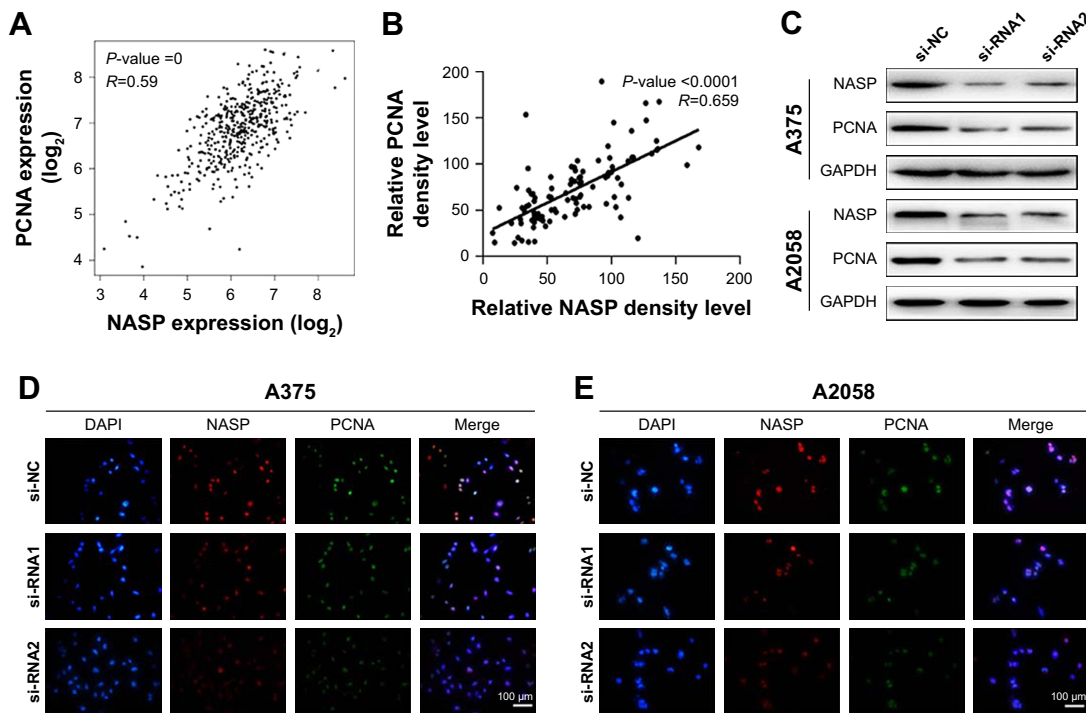 A
PCNA expression
(log2)
P-value =0
R=0.59
8
7
6
5
4
3 4 5 6 7 8
NASP expression (log2)
B
Relative PCNA
density level
P-value <0.0001
R=0.659
200
150
100
50
0
0 50 100 150 200
Relative NASP density level
C
si-NC si-RNA1 si-RNA2
A375
NASP
PCNA
GAPDH
A2058
NASP
PCNA
GAPDH
D
A375
DAPI NASP PCNA Merge
si-NC
si-RNA1
si-RNA2
100 µm
E
A2058
DAPI NASP PCNA Merge
si-NC
si-RNA1
si-RNA2
100 µm